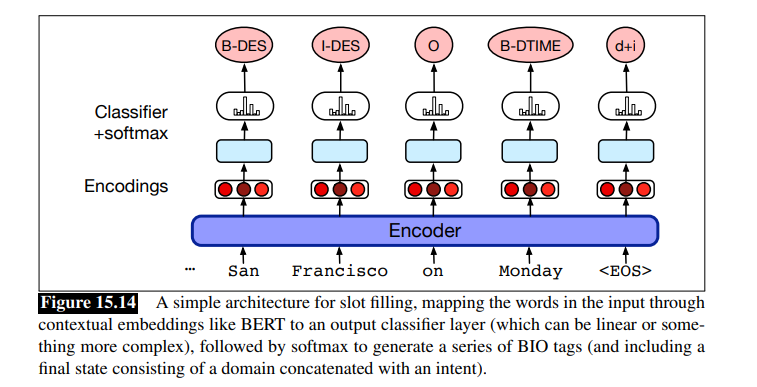 B-DES I-DES O B-DTIME d+i
Classifier
+softmax
Encodings
Encoder
... San Francisco on Monday <EOS>
Figure 15.14 A simple architecture for slot filling, mapping the words in the input through
contextual embeddings like BERT to an output classifier layer (which can be linear or some-
thing more complex), followed by softmax to generate a series of BIO tags (and including a
final state consisting of a domain concatenated with an intent).